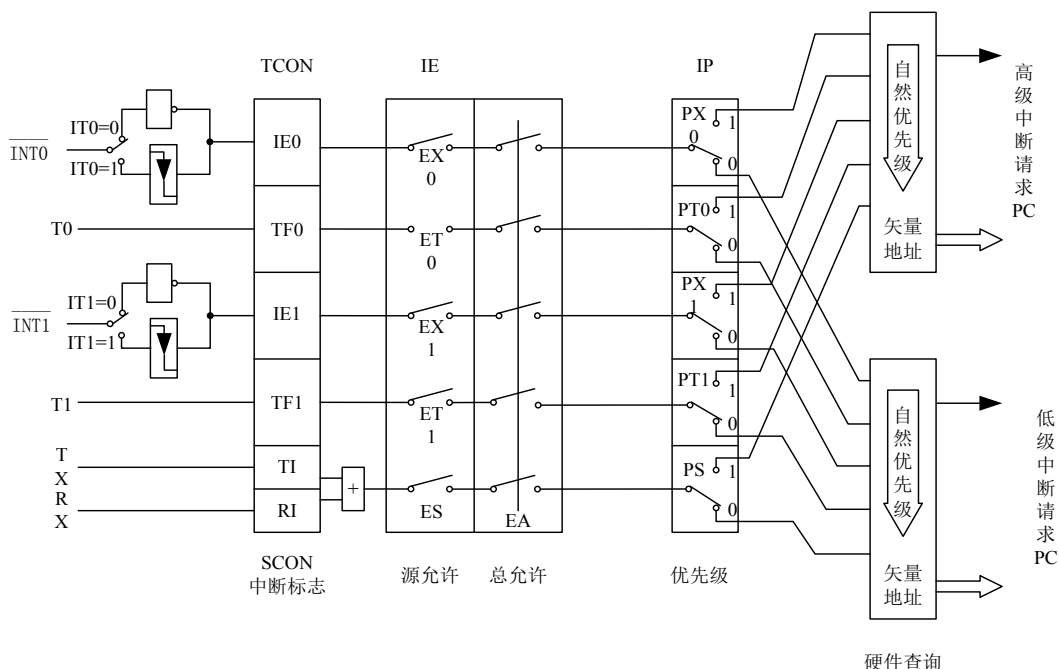 TCON
IE
IP
IT0=0
INT0
IT0=1
IE0
EX
0
PX
0
1
0
T0
TF0
ET
0
PT0
1
0
IT1=0
INT1
IT1=1
IE1
EX
1
PX
1
1
0
T1
TF1
ET
1
PT1
1
0
T
X
R
X
TI
RI
+
ES
EA
PS
1
0
SCON
中断标志
源允许
总允许
优先级
自然优先级
矢量
地址
高级中断请求
PC
自然优先级
矢量
地址
低级中断请求
PC
硬件查询